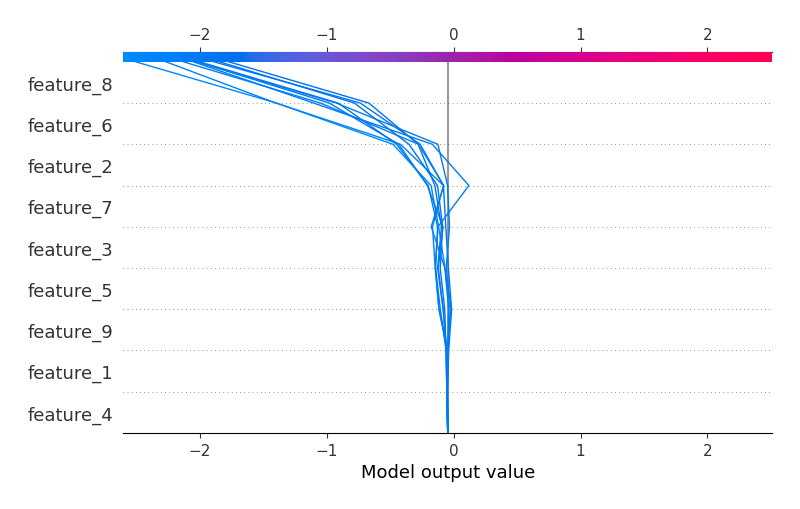 −2 −1 0 1 2
feature_8
feature_6
feature_2
feature_7
feature_3
feature_5
feature_9
feature_1
feature_4
−2 −1 0 1 2
Model output value